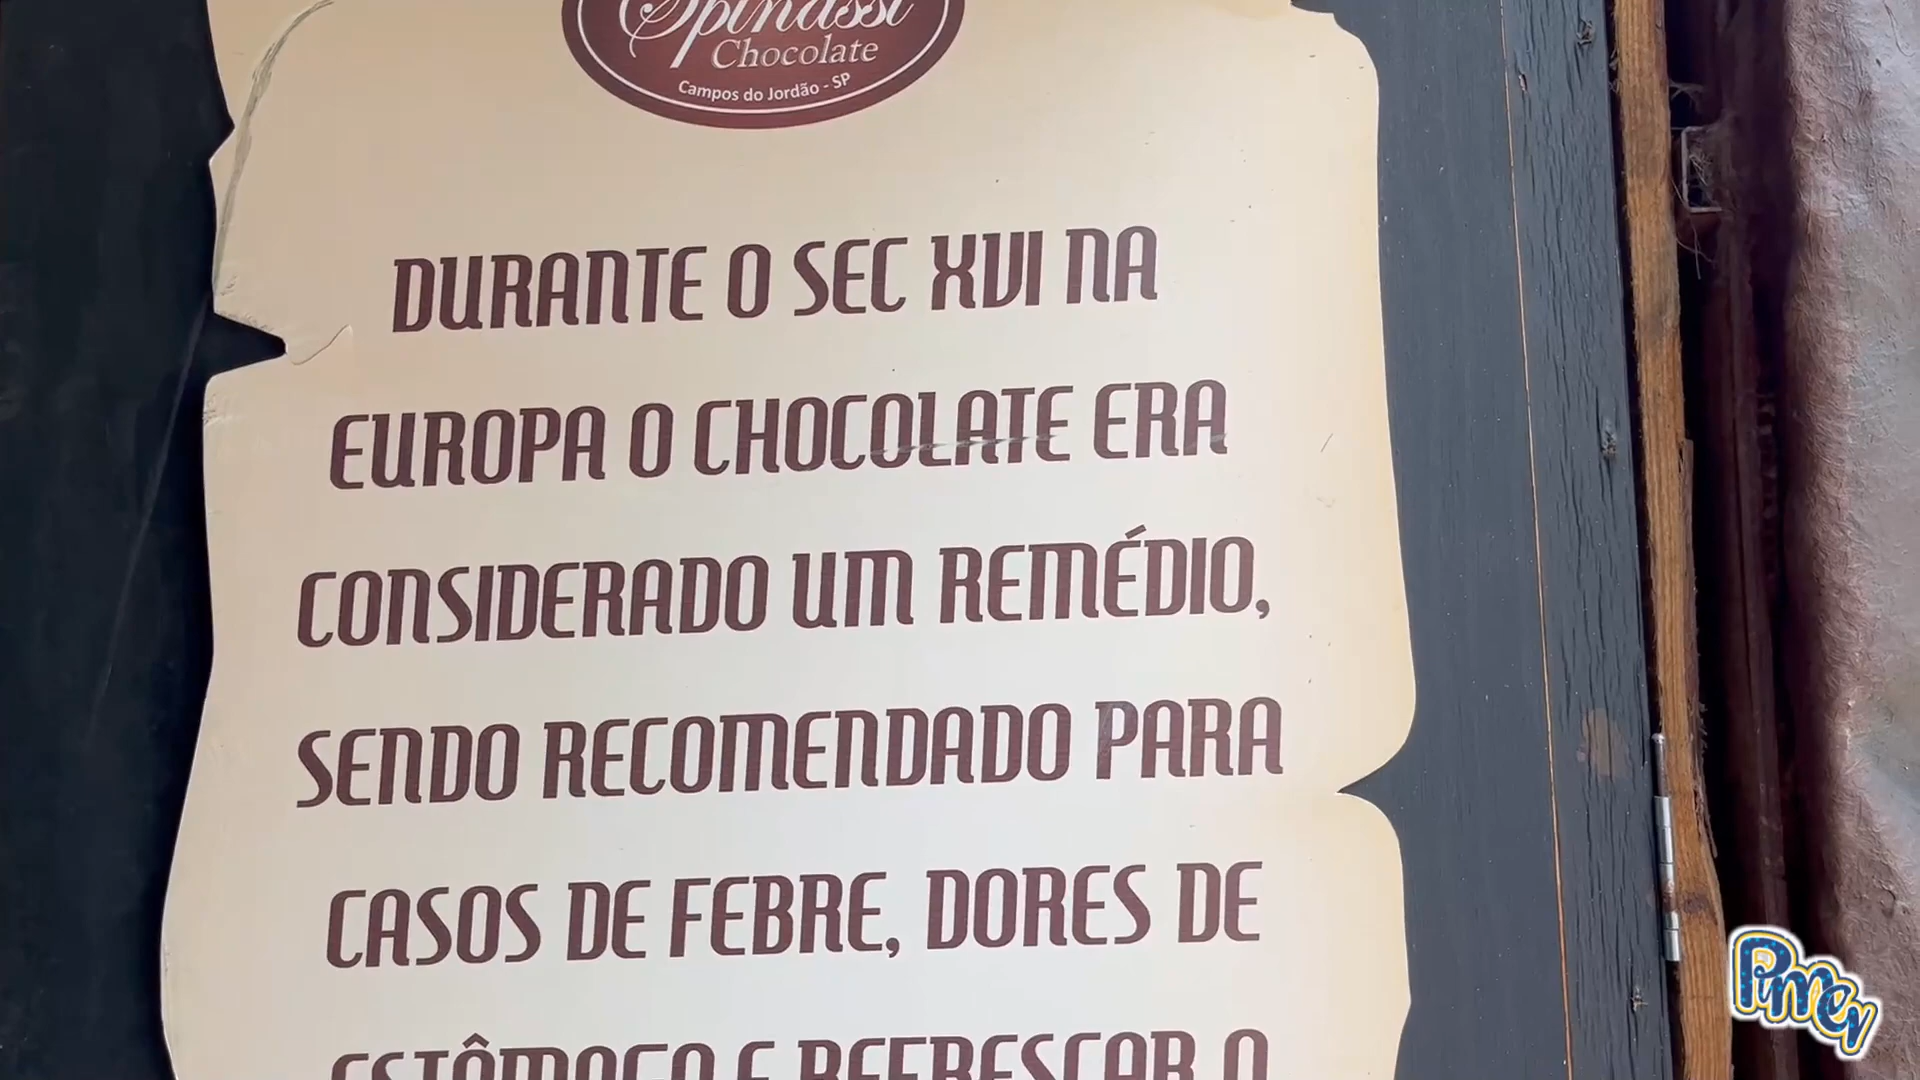 Spinassi
Chocolate
Campos do Jordão - SP
DURANTE O SEC XVI NA
EUROPA O CHOCOLATE ERA
CONSIDERADO UM REMÉDIO,
SENDO RECOMENDADO PARA
CASOS DE FEBRE, DORES DE
ESTÔMAGO E REFRESCAR O